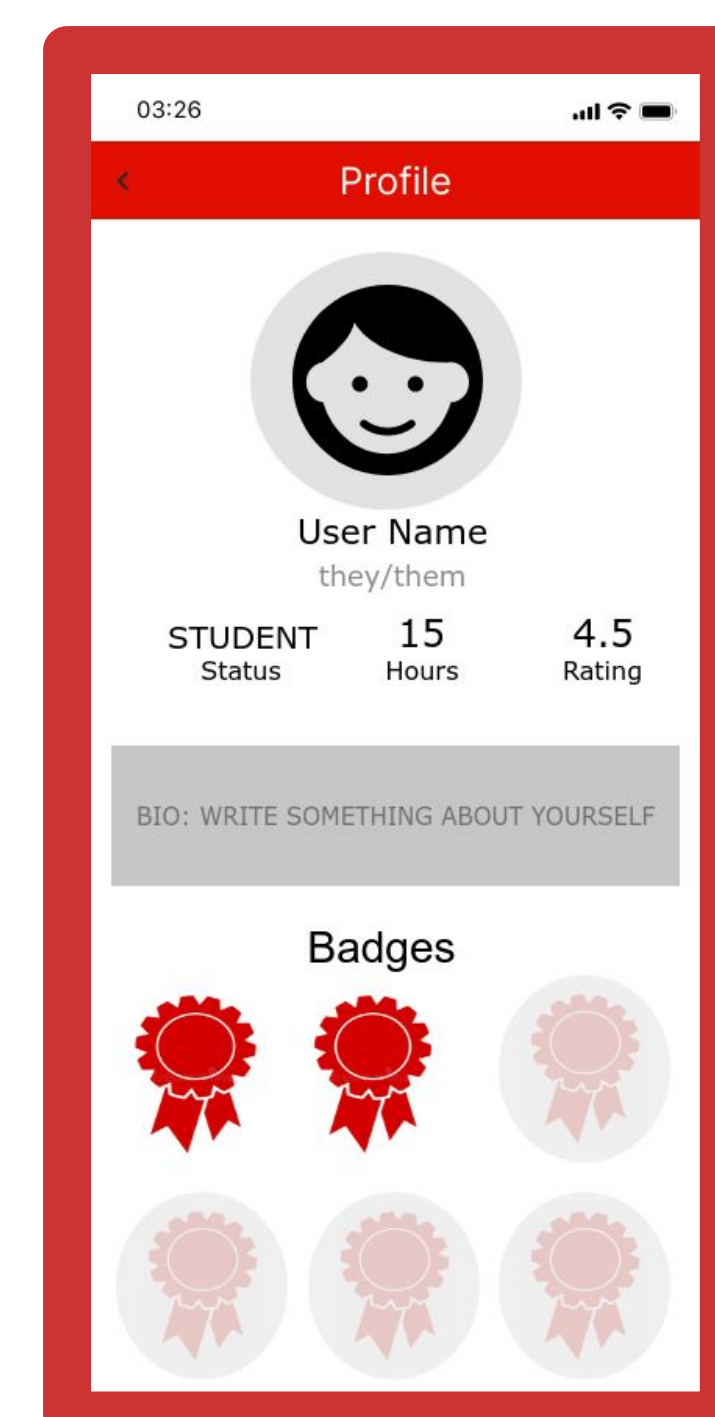 03:26
Profile
User Name
they/them
STUDENT 15 4.5
Status Hours Rating
BIO: WRITE SOMETHING ABOUT YOURSELF
Badges